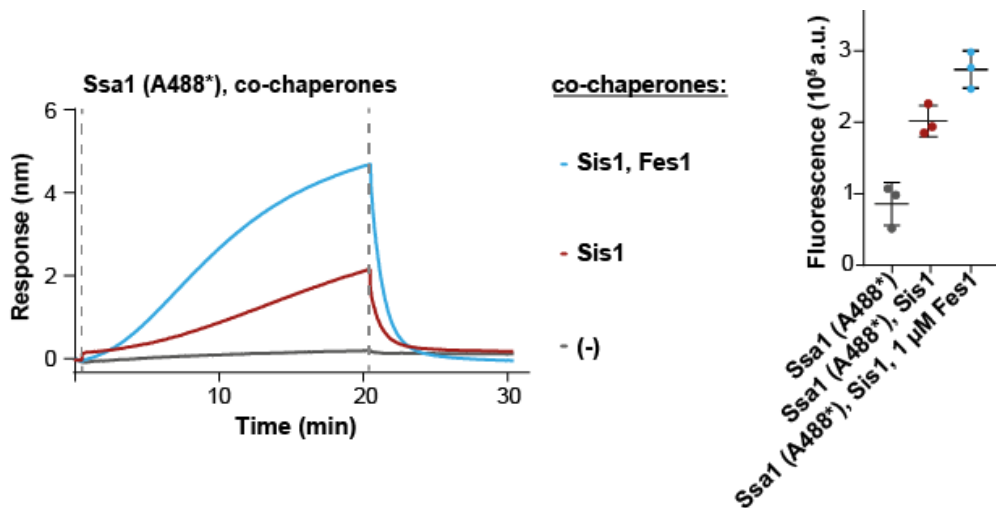 Ssa1 (A488*), co-chaperones
6
4
2
0
Response (nm)
10
20
30
Time (min)
co-chaperones:
Sis1, Fes1
Sis1
(-)
3
2
1
0
Fluorescence (10⁵ a.u.)
Ssa1 (A488*)
Ssa1 (A488*), Sis1
Ssa1 (A488*), Sis1, 1 µM Fes1